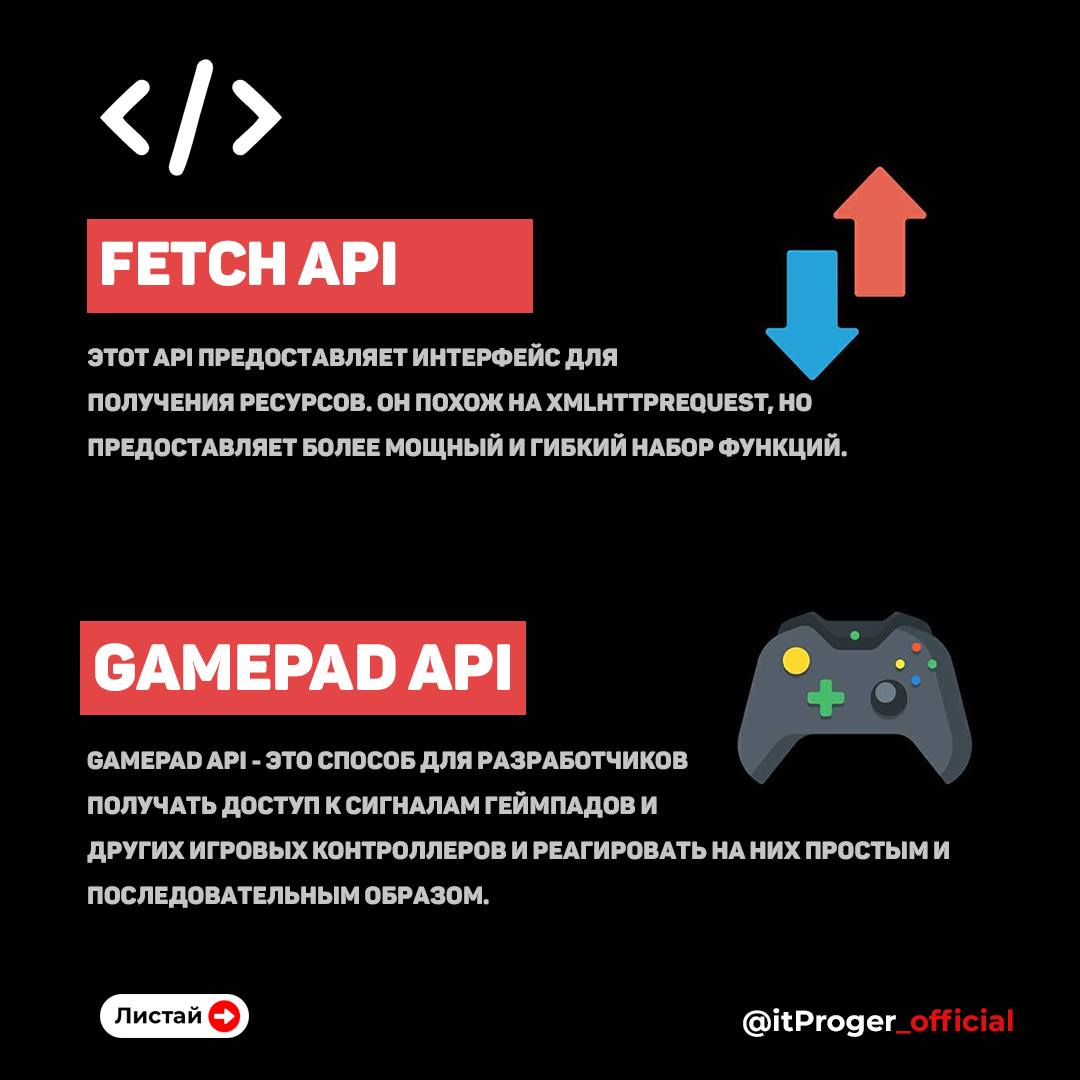 </>
FETCH API
ЭТОТ API ПРЕДОСТАВЛЯЕТ ИНТЕРФЕЙС ДЛЯ
ПОЛУЧЕНИЯ РЕСУРСОВ. ОН ПОХОЖ НА XMLHTTPREQUEST, НО
ПРЕДОСТАВЛЯЕТ БОЛЕЕ МОЩНЫЙ И ГИБКИЙ НАБОР ФУНКЦИЙ.
GAMEPAD API
GAMEPAD API - ЭТО СПОСОБ ДЛЯ РАЗРАБОТЧИКОВ
ПОЛУЧАТЬ ДОСТУП К СИГНАЛАМ ГЕЙМПАДОВ И
ДРУГИХ ИГРОВЫХ КОНТРОЛЛЕРОВ И РЕАГИРОВАТЬ НА НИХ ПРОСТЫМ И
ПОСЛЕДОВАТЕЛЬНЫМ ОБРАЗОМ.
Листай
@itProger_official